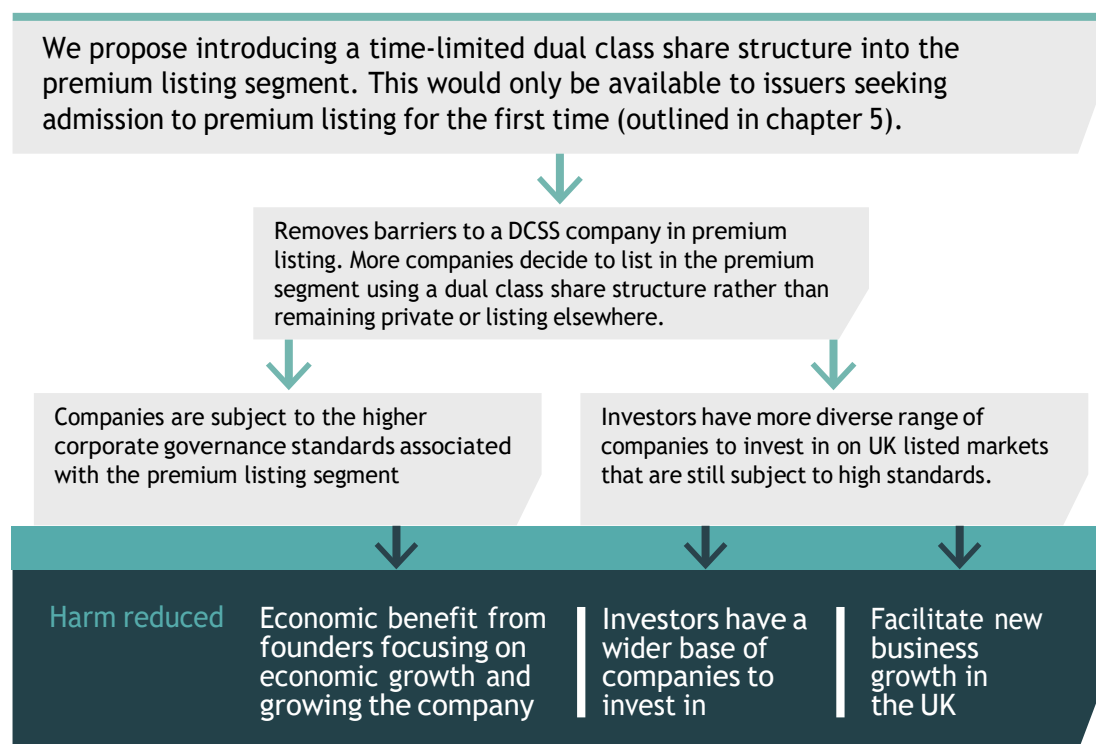 We propose introducing a time-limited dual class share structure into the
premium listing segment. This would only be available to issuers seeking
admission to premium listing for the first time (outlined in chapter 5).
Removes barriers to a DCSS company in premium
listing. More companies decide to list in the premium
segment using a dual class share structure rather than
remaining private or listing elsewhere.
Companies are subject to the higher
corporate governance standards associated
with the premium listing segment
Investors have more diverse range of
companies to invest in on UK listed markets
that are still subject to high standards.
Harm reduced
Economic benefit from
founders focusing on
economic growth and
growing the company
Investors have a
wider base of
companies to
invest in
Facilitate new
business
growth in
the UK